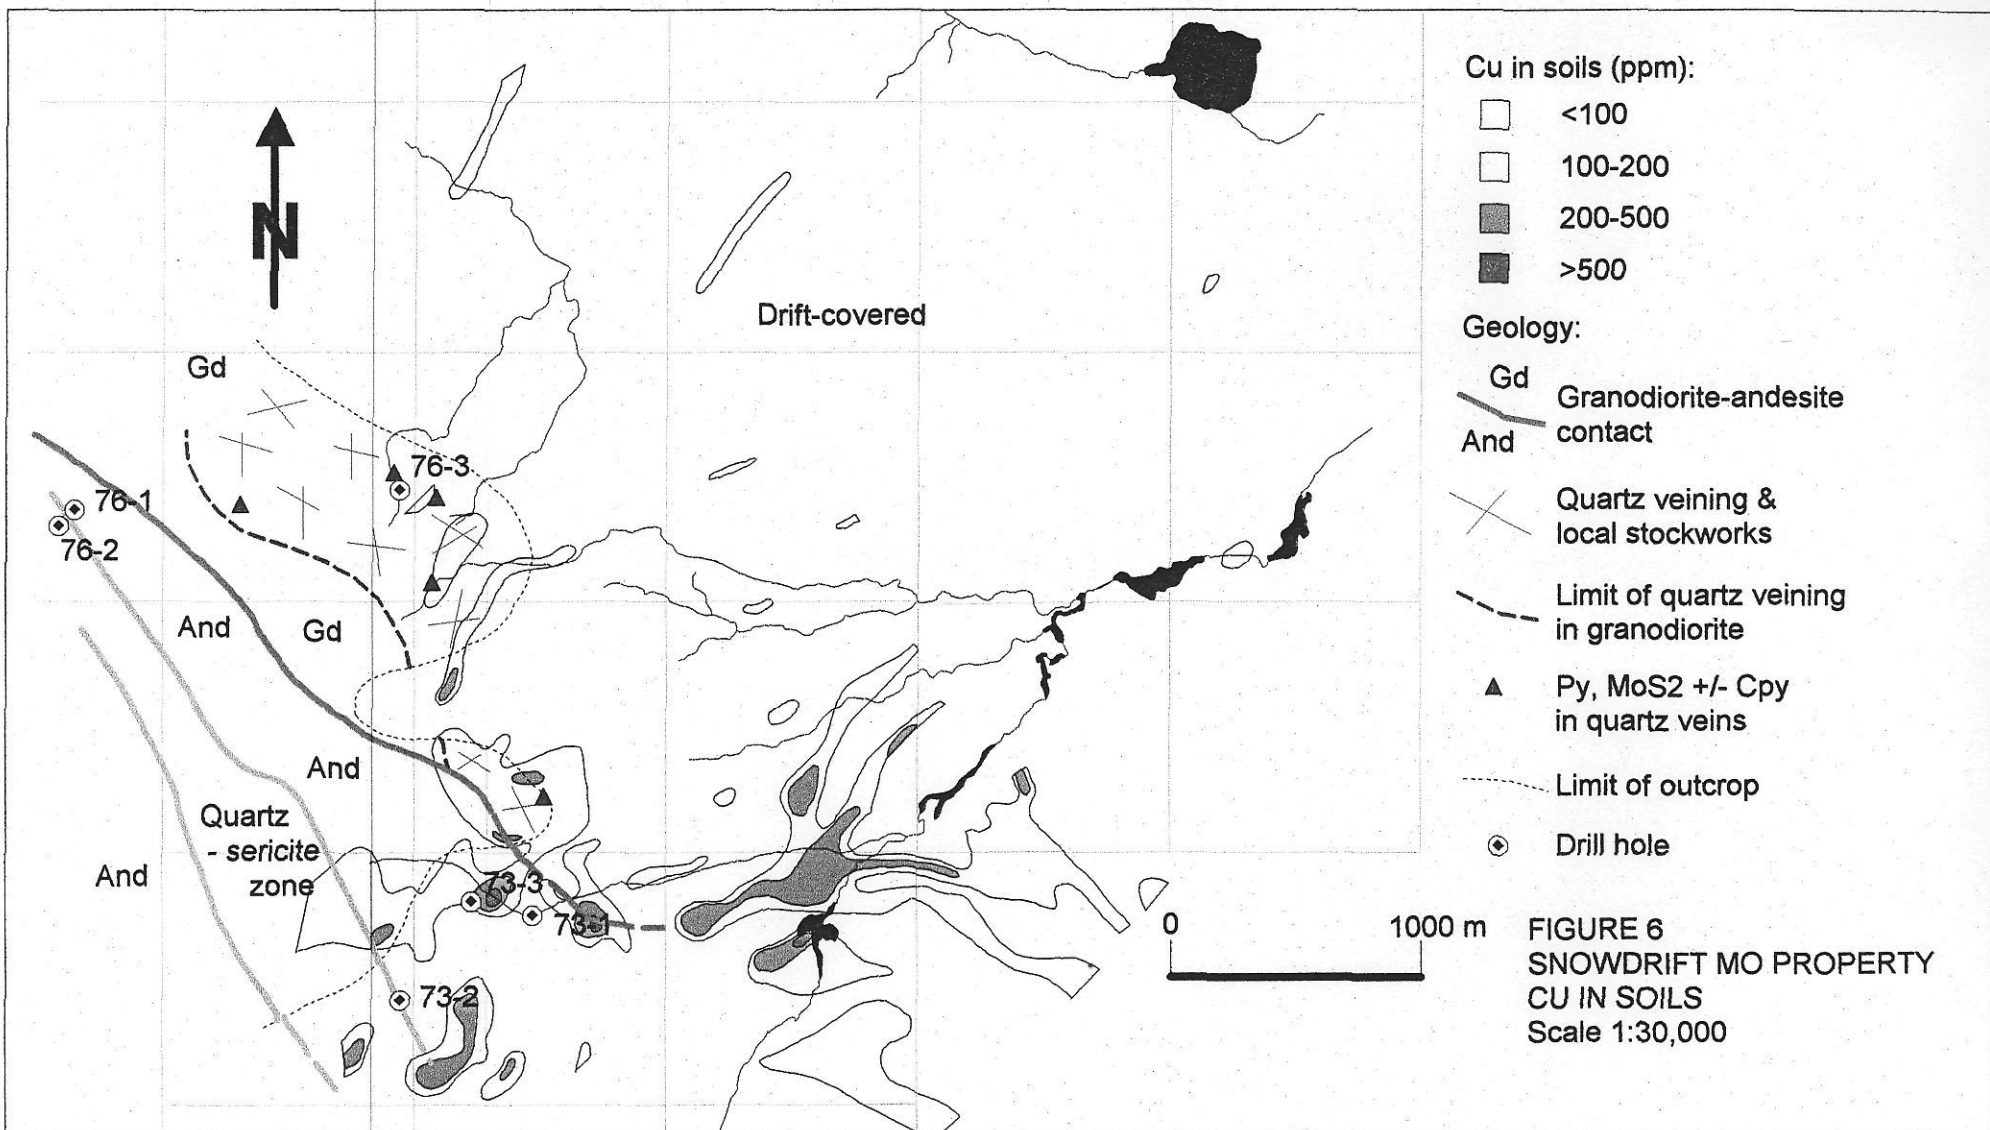 N
Drift-covered
Gd
76-3
76-1
76-2
And
Gd
And
Quartz
- sericite
zone
And
73-3
73-1
73-2
Cu in soils (ppm):
<100
100-200
200-500
>500
Geology:
Gd
Granodiorite-andesite
contact
And
Quartz veining &
local stockworks
Limit of quartz veining
in granodiorite
Py, MoS2 +/- Cpy
in quartz veins
Limit of outcrop
Drill hole
0 1000 m
FIGURE 6
SNOWDRIFT MO PROPERTY
CU IN SOILS
Scale 1:30,000